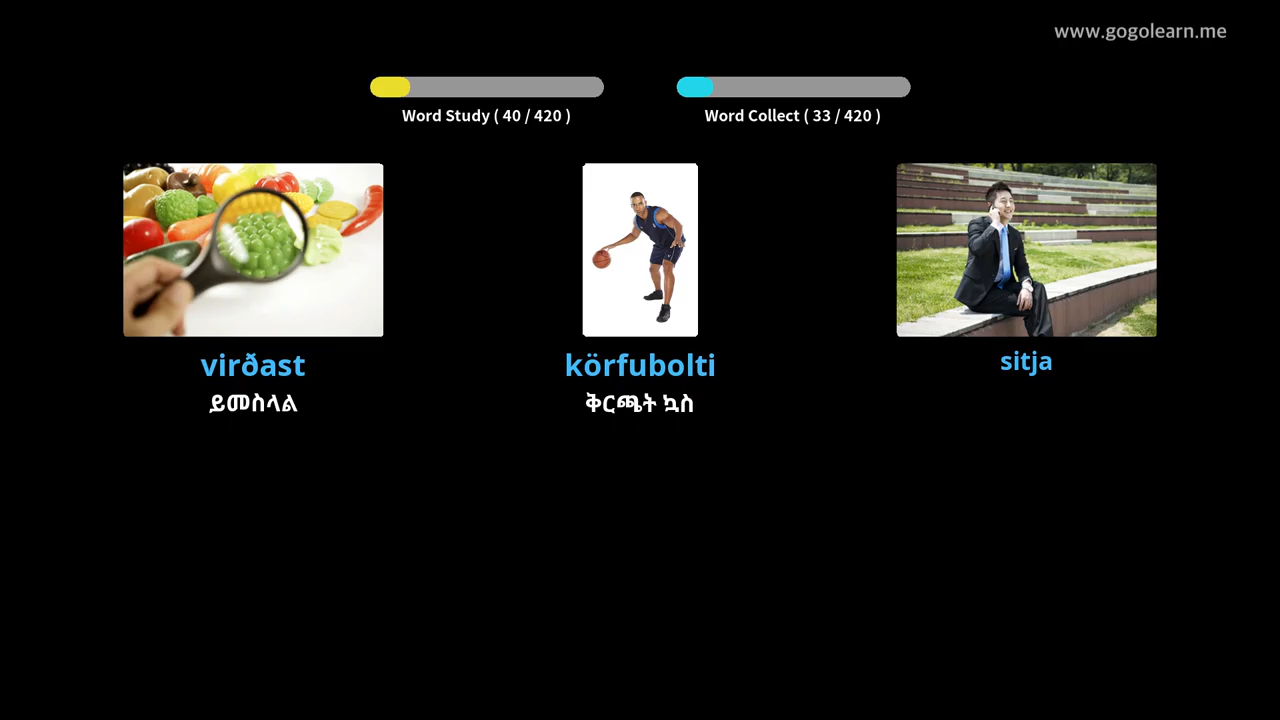 www.gogolearn.me
Word Study ( 40 / 420 )
Word Collect ( 33 / 420 )
virðast
ይመስላል
körfubolti
ቅርጫት ኳስ
sitja